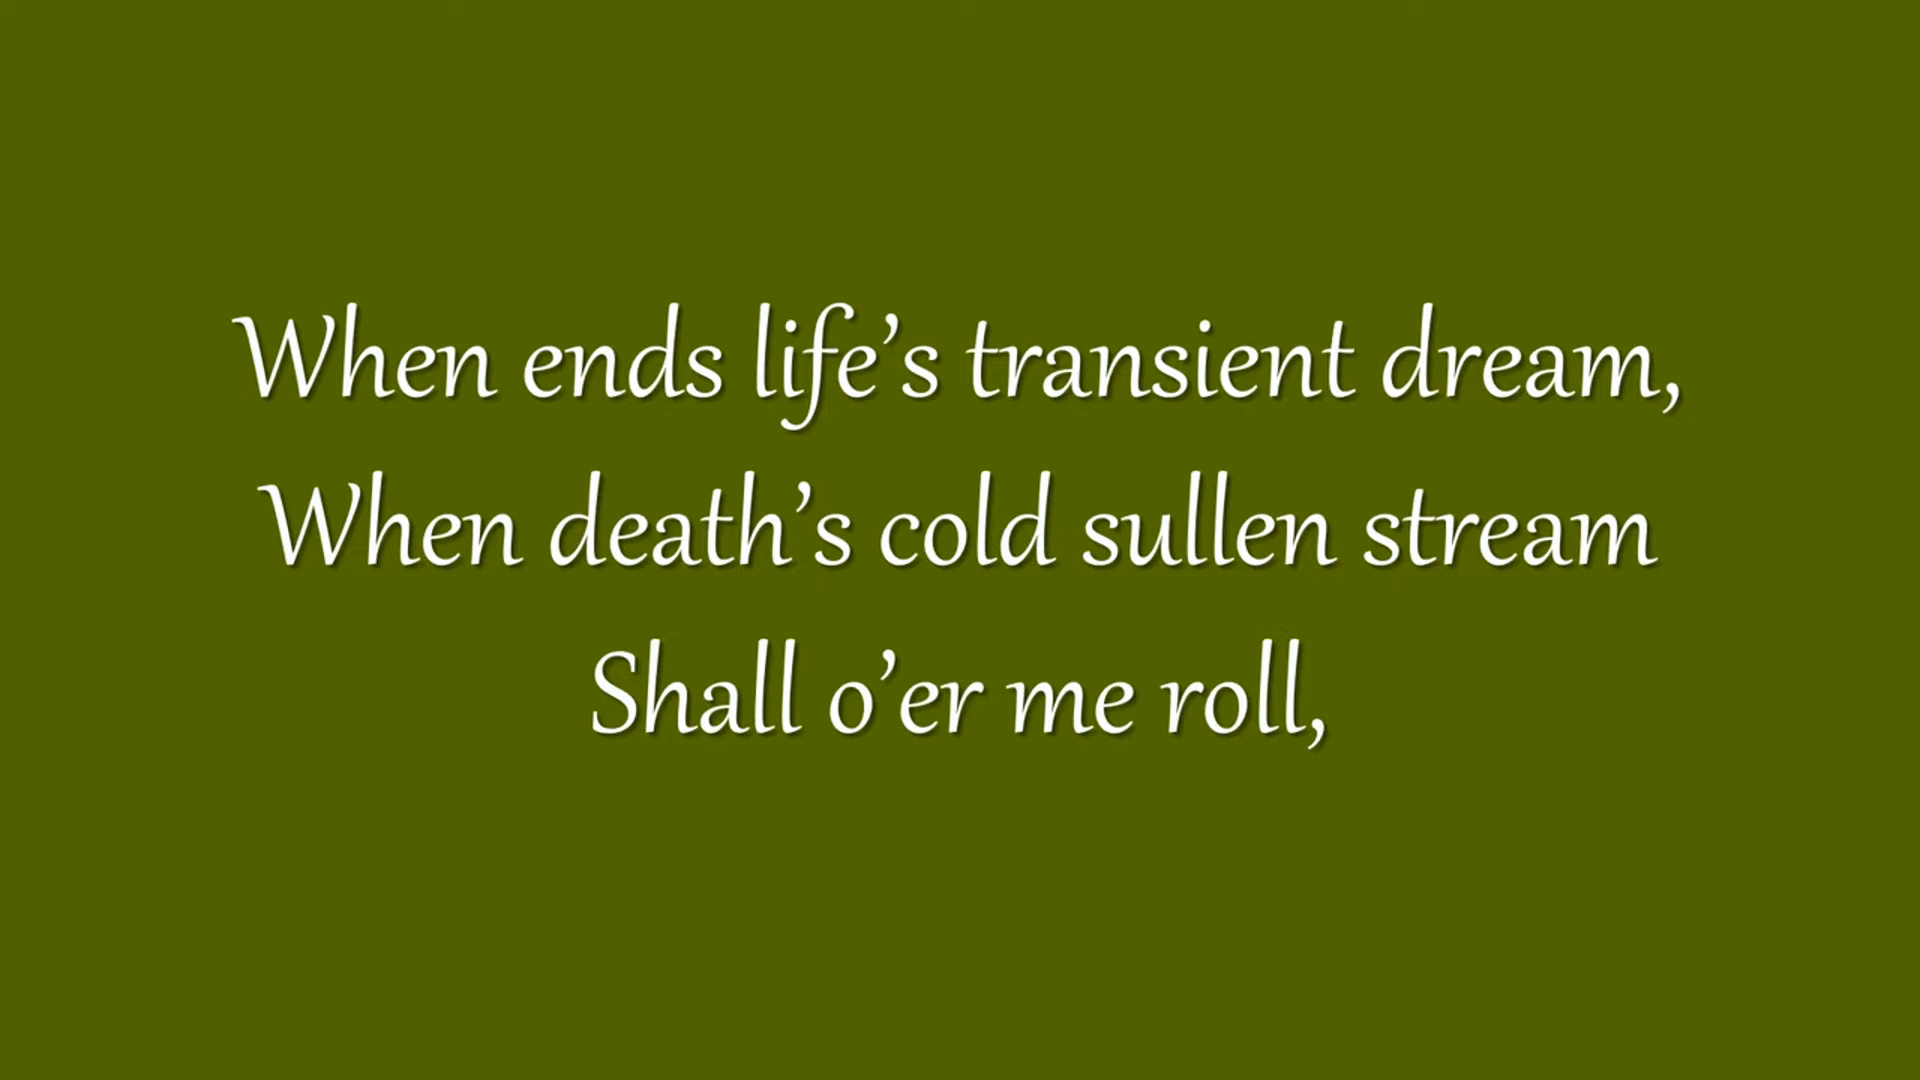 When ends life’s transient dream,
When death’s cold sullen stream
Shall o’er me roll,